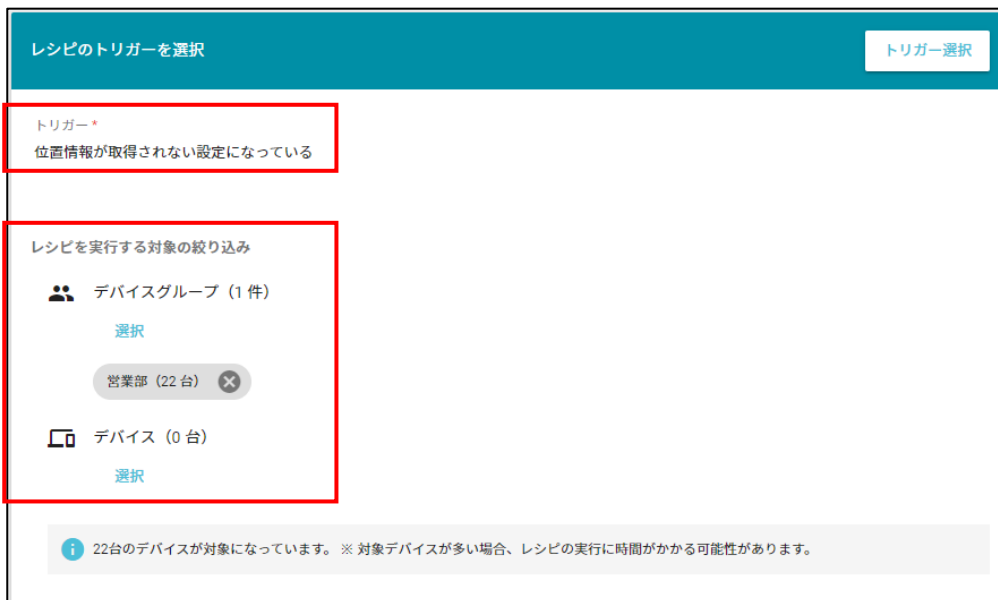 レシピのトリガーを選択
トリガー選択
トリガー *
位置情報が取得されない設定になっている
レシピを実行する対象の絞り込み
デバイスグループ（1 件）
選択
営業部（22 台）
デバイス（0 台）
選択
22台のデバイスが対象になっています。 ※ 対象デバイスが多い場合、レシピの実行に時間がかかる可能性があります。